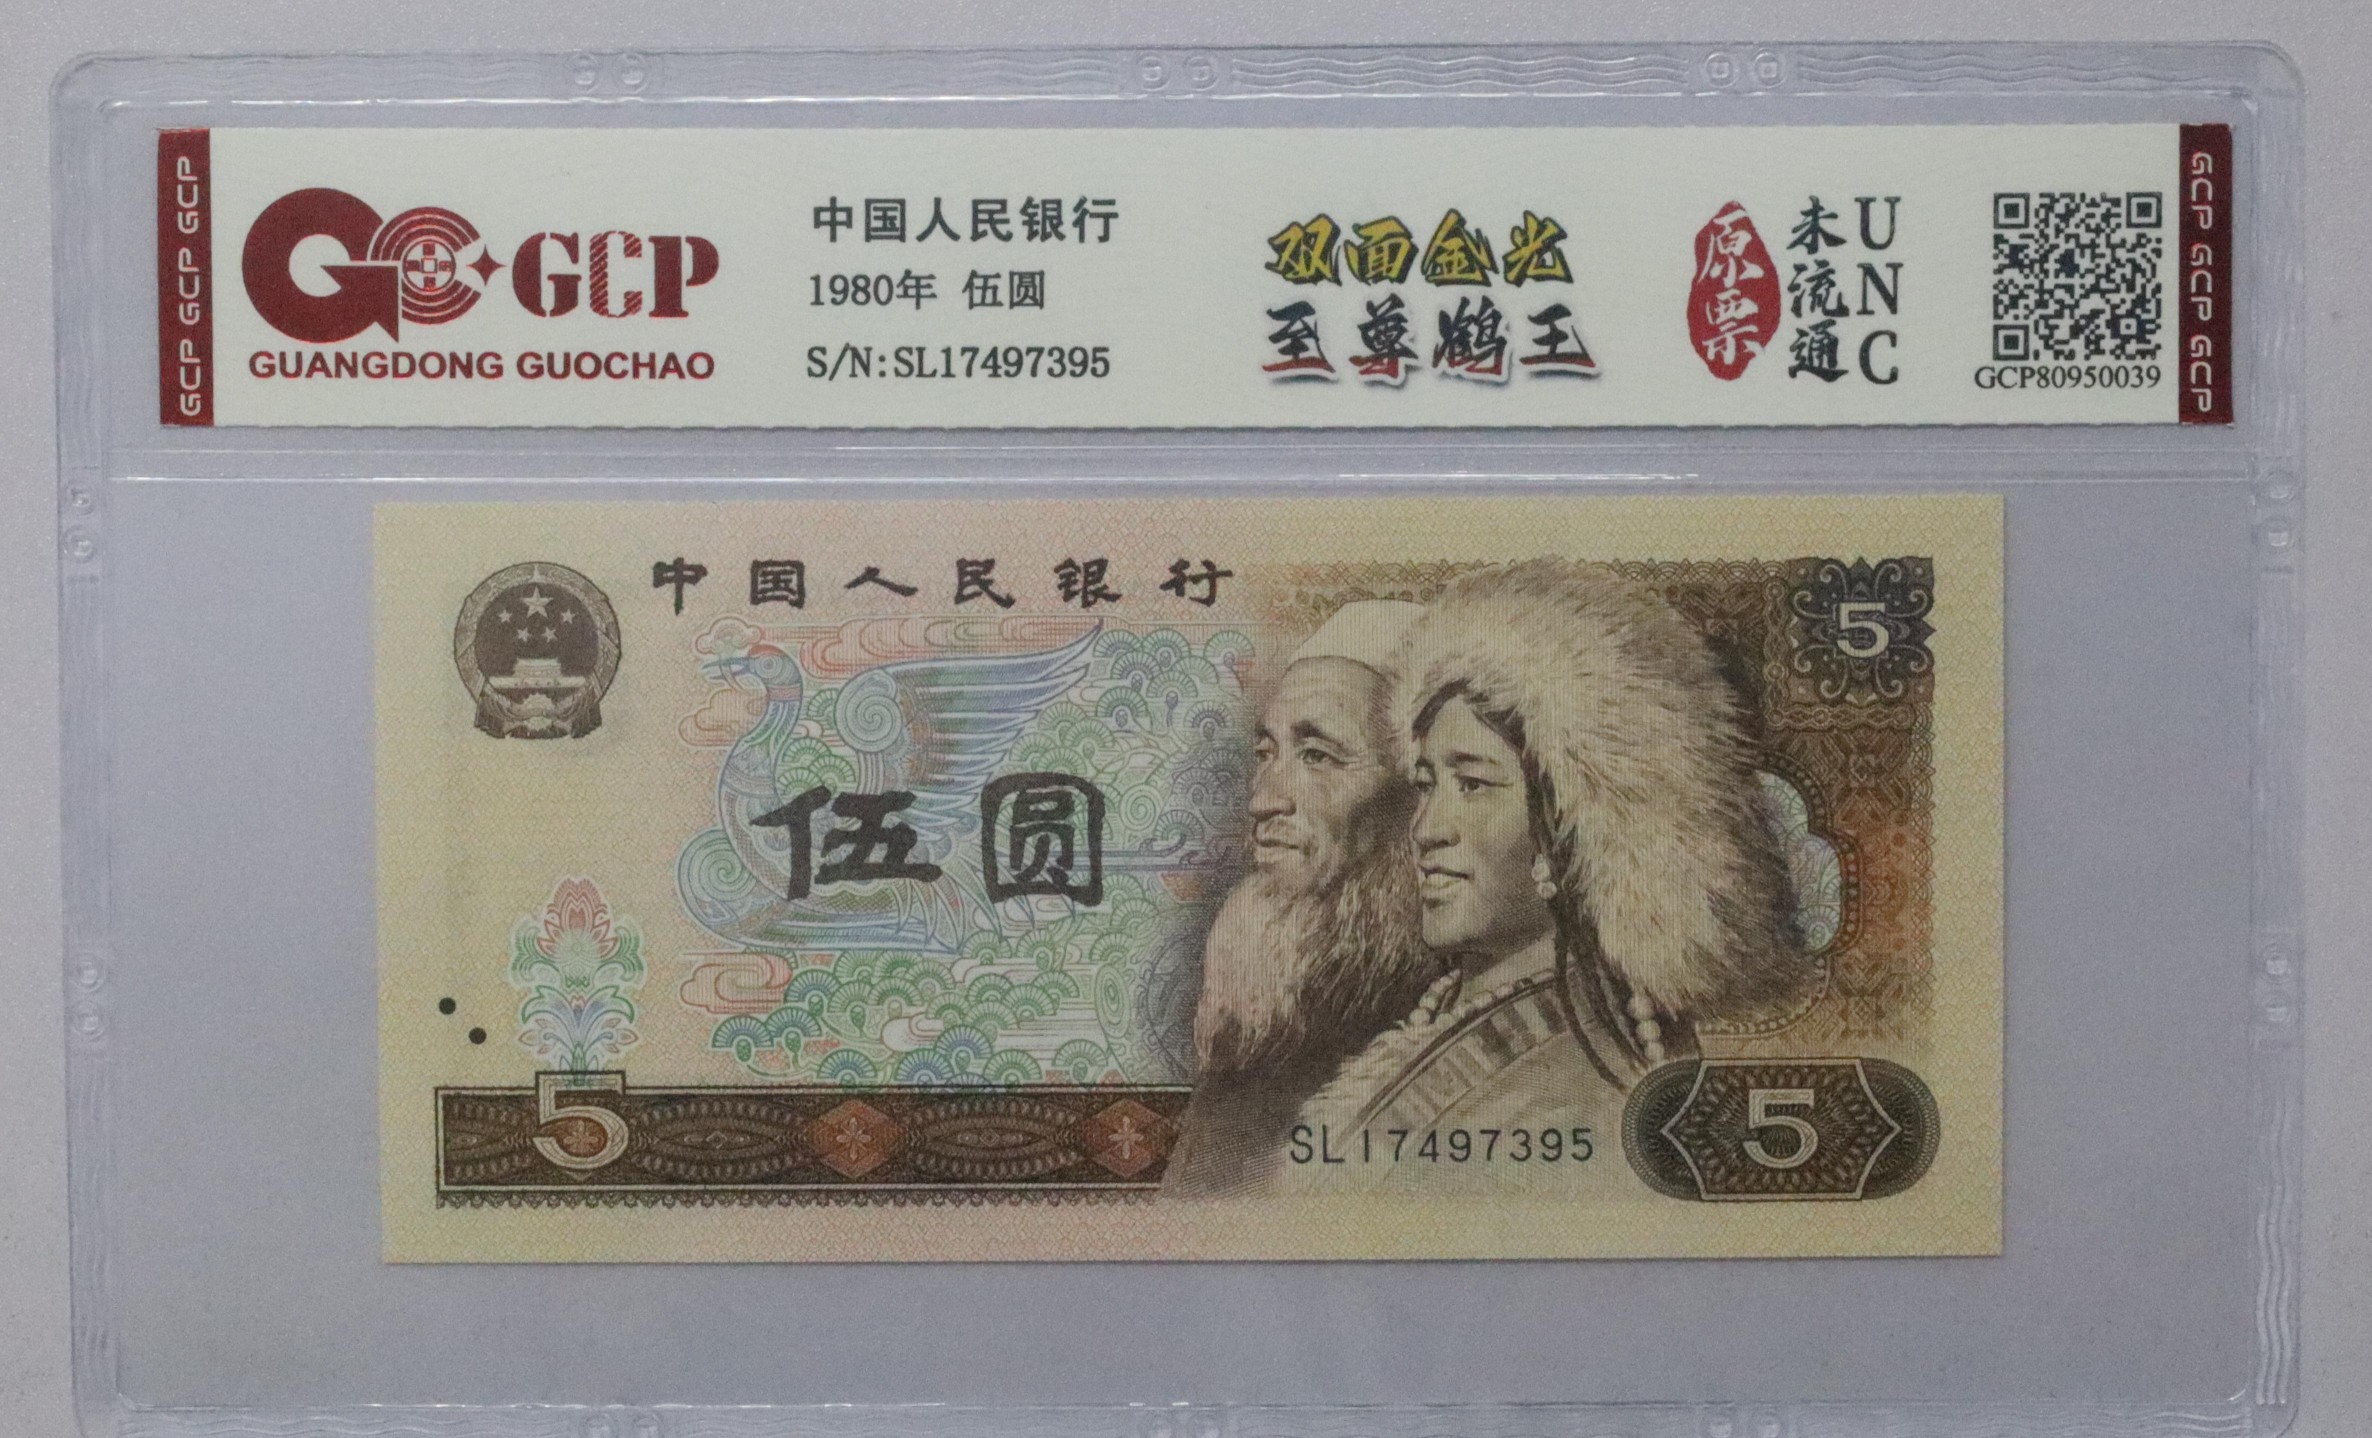 GCP GCP GCP
GCP
GUANGDONG GUOCHAO
中国人民银行
1980年 伍圆
S/N:SL17497395
双面金光
至尊鹤王
原票
未流通
UNC
GCP80950039
GCP GCP GCP
中国人民银行
5
伍圆
5
SL17497395
5